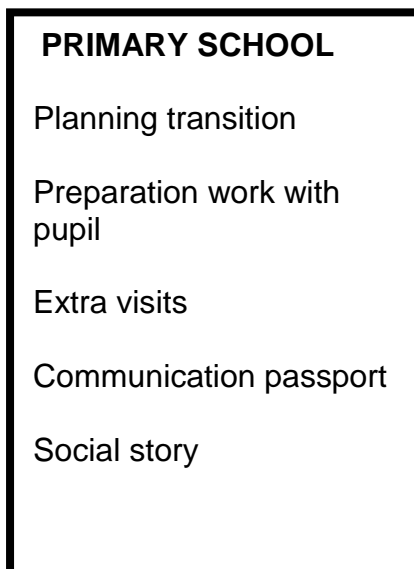 PRIMARY SCHOOL
Planning transition
Preparation work with
pupil
Extra visits
Communication passport
Social story